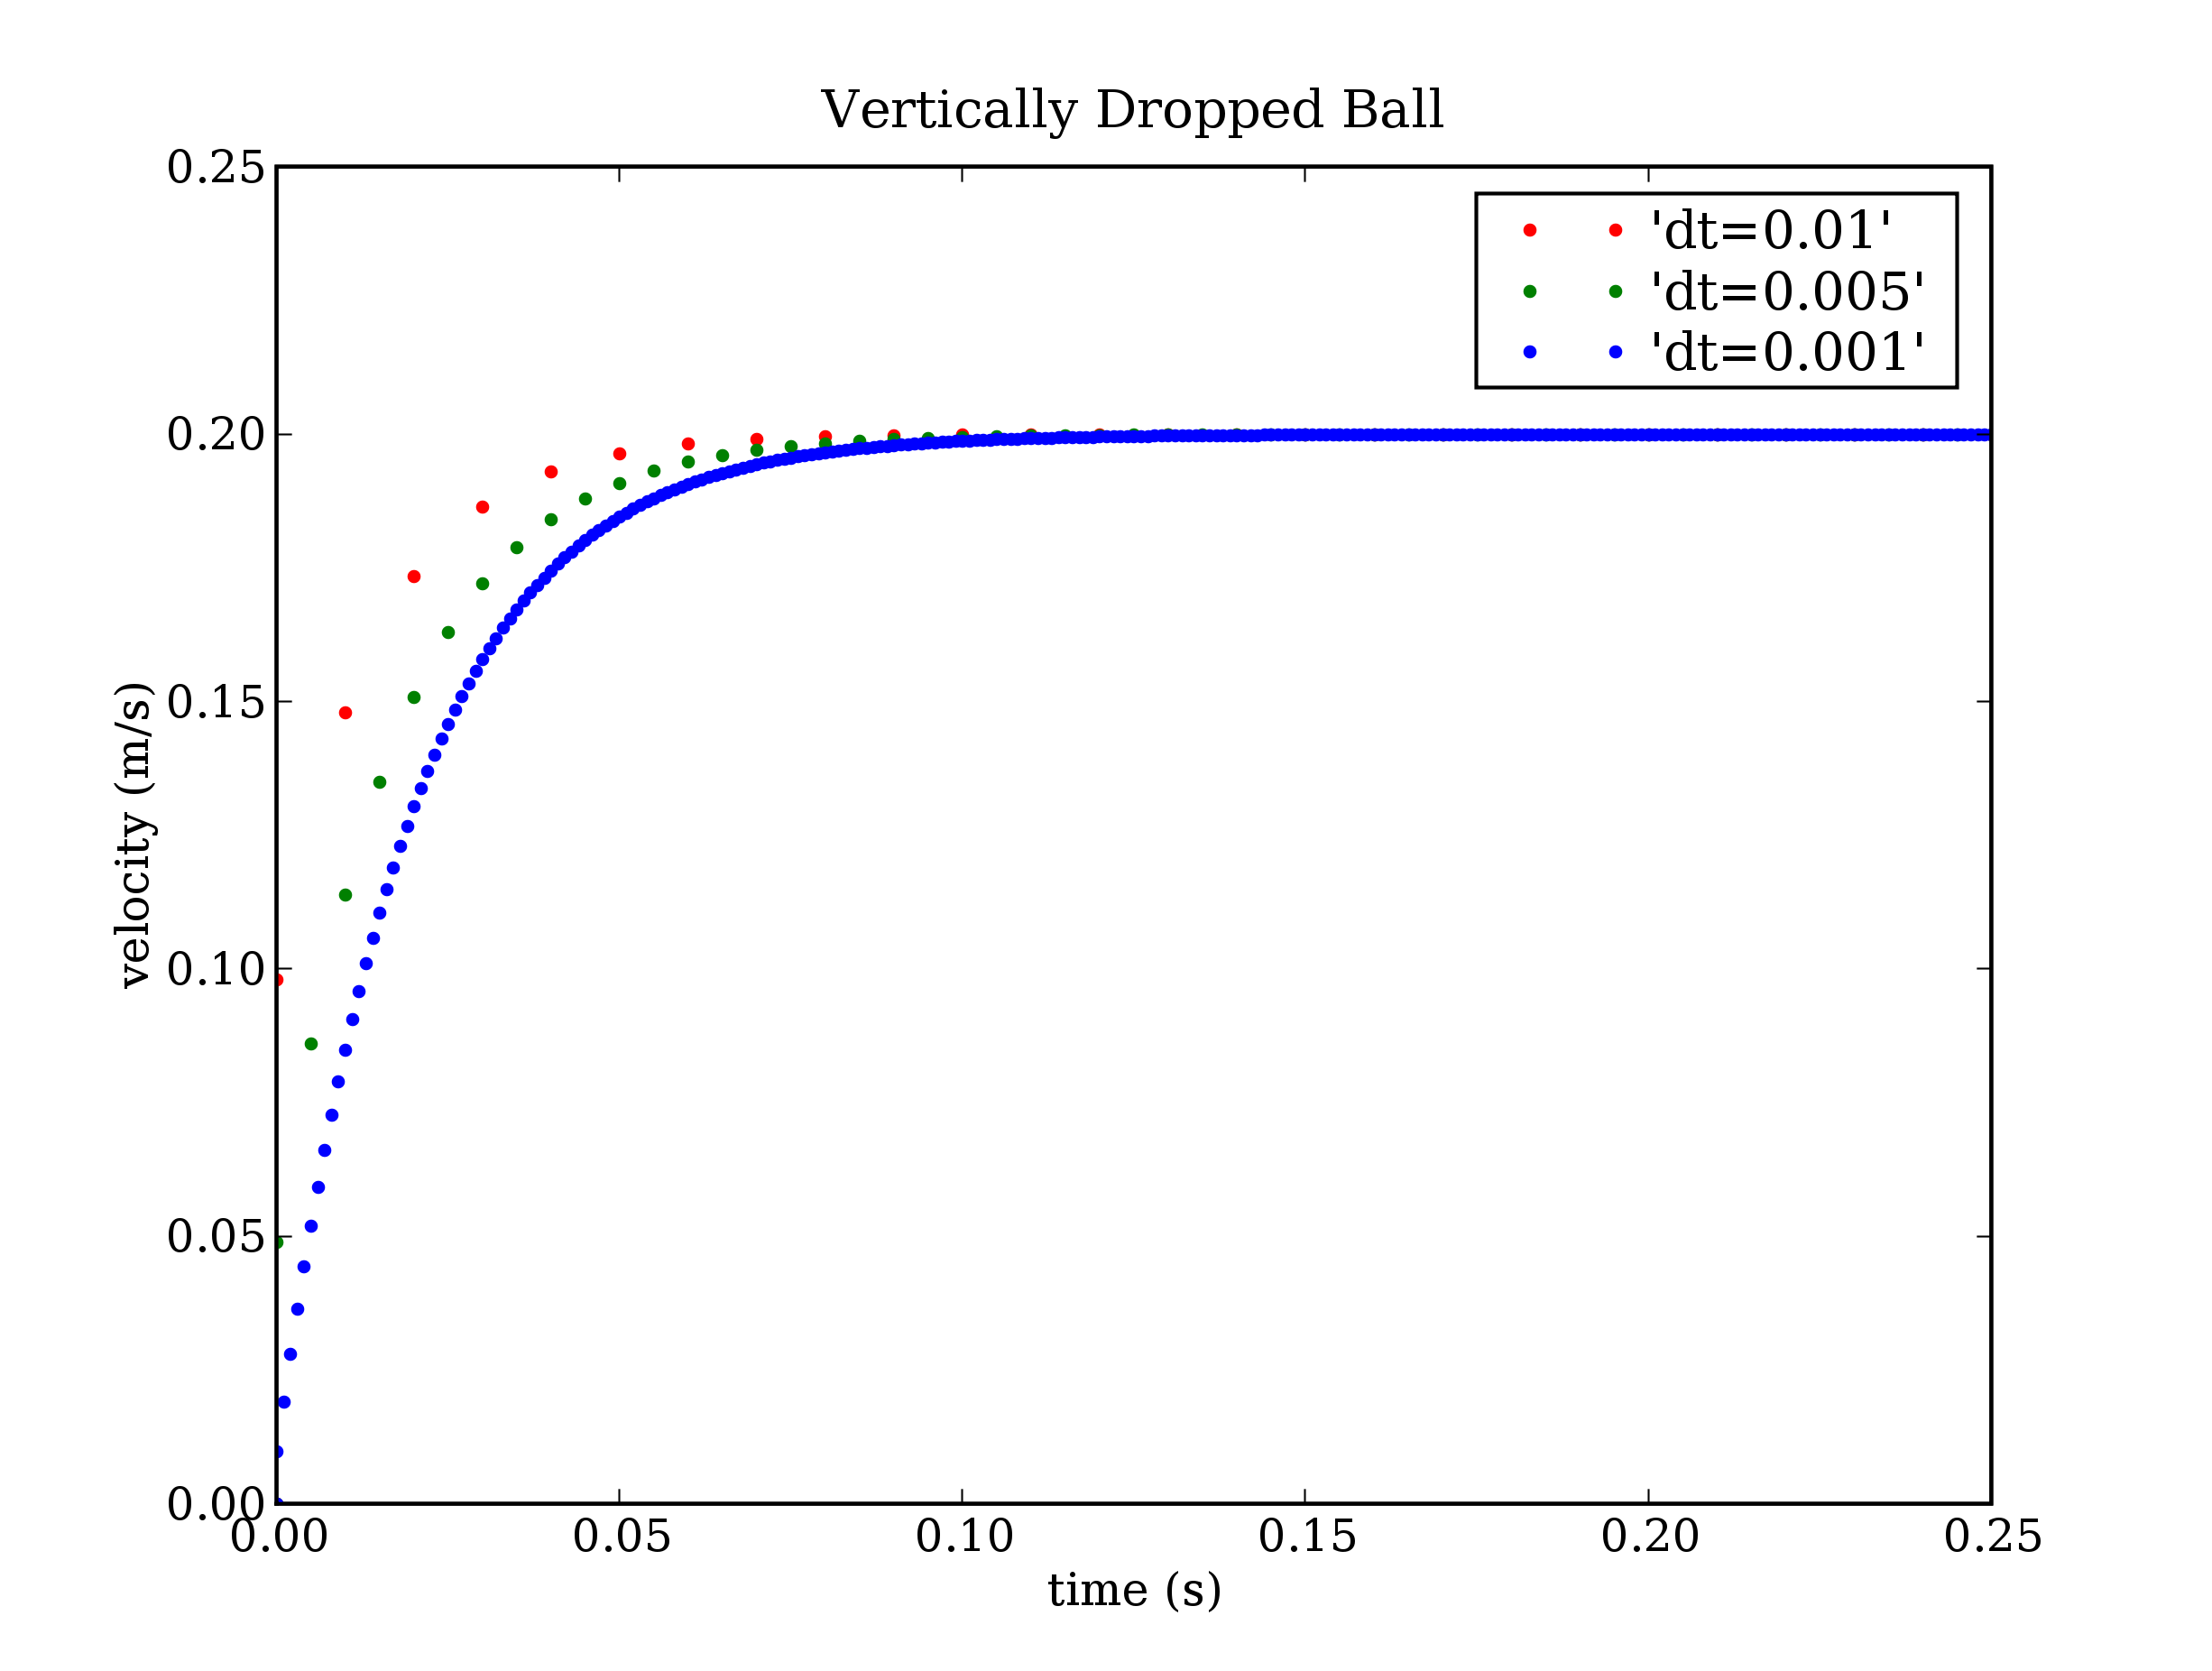 Vertically Dropped Ball
0.25
0.20
0.15
0.10
0.05
0.00
velocity (m/s)
'dt=0.01'
'dt=0.005'
'dt=0.001'
0.00 0.05 0.10 0.15 0.20 0.25
time (s)